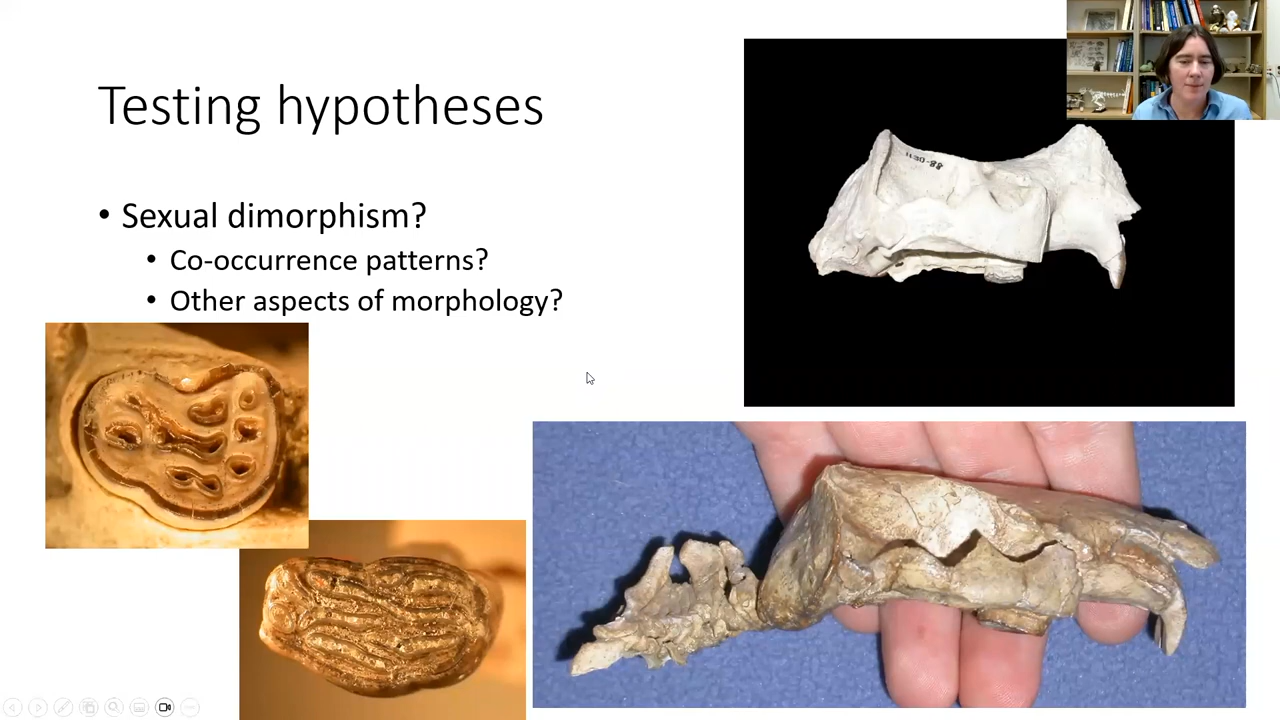 Testing hypotheses
• Sexual dimorphism?
• Co-occurrence patterns?
• Other aspects of morphology?